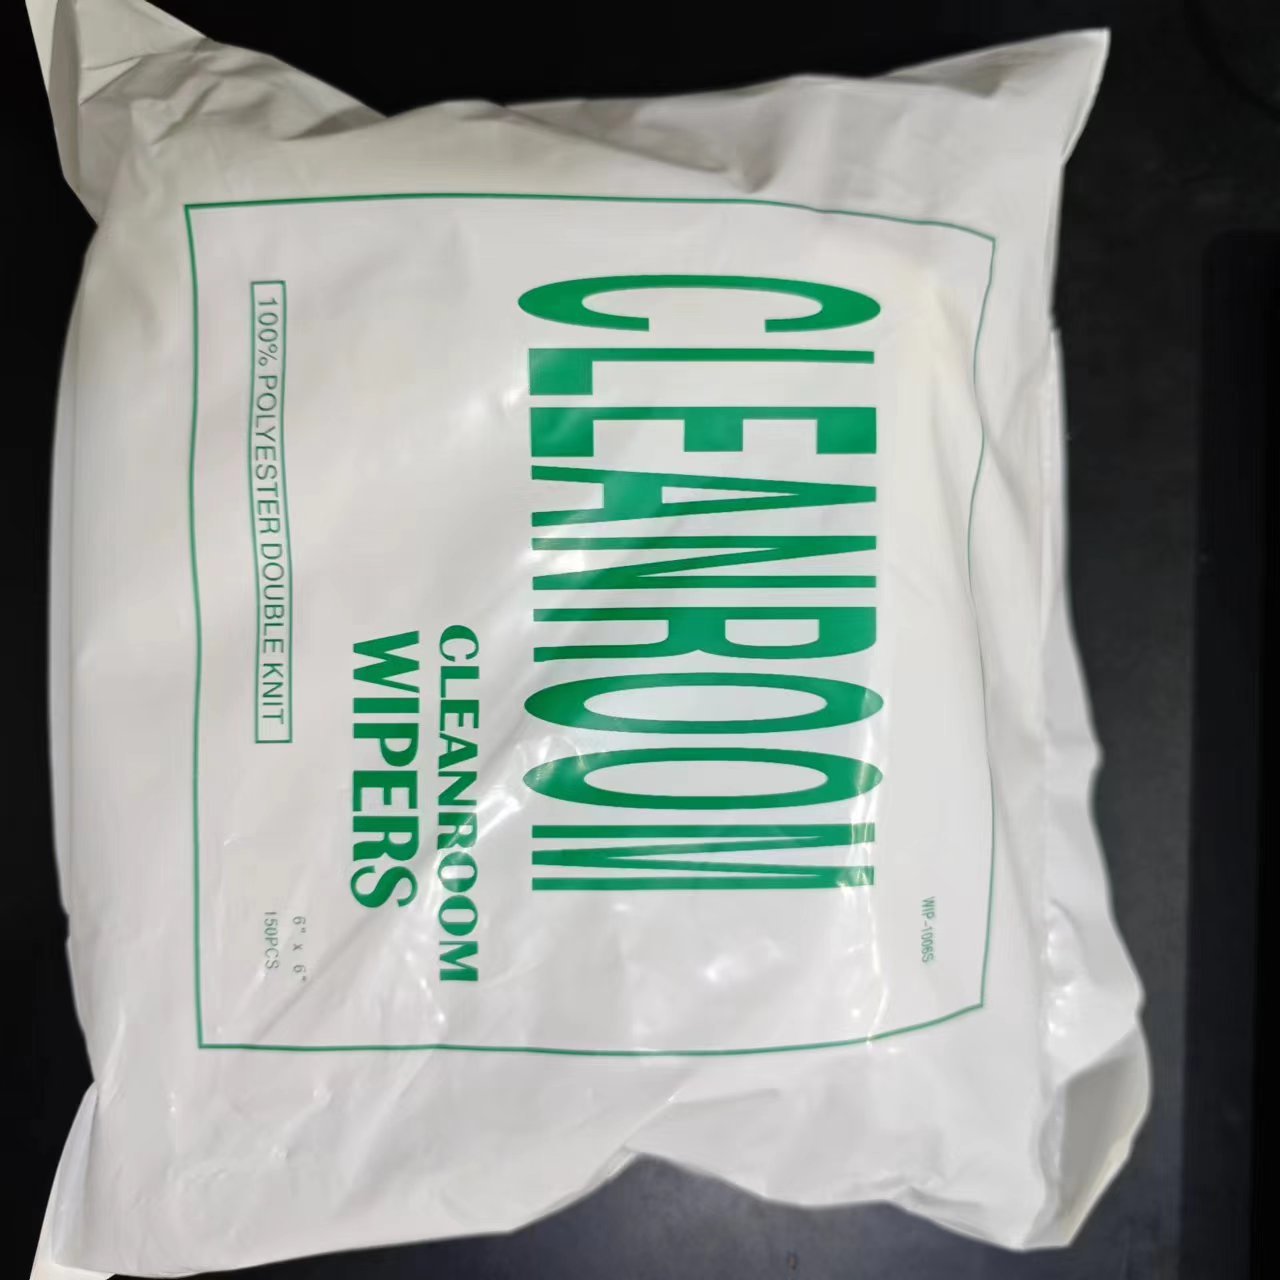 WIP-1006S
CLEANROOM
CLEANROOM
WIPERS
100% POLYESTER DOUBLE KNIT
6" x 6"
150PCS